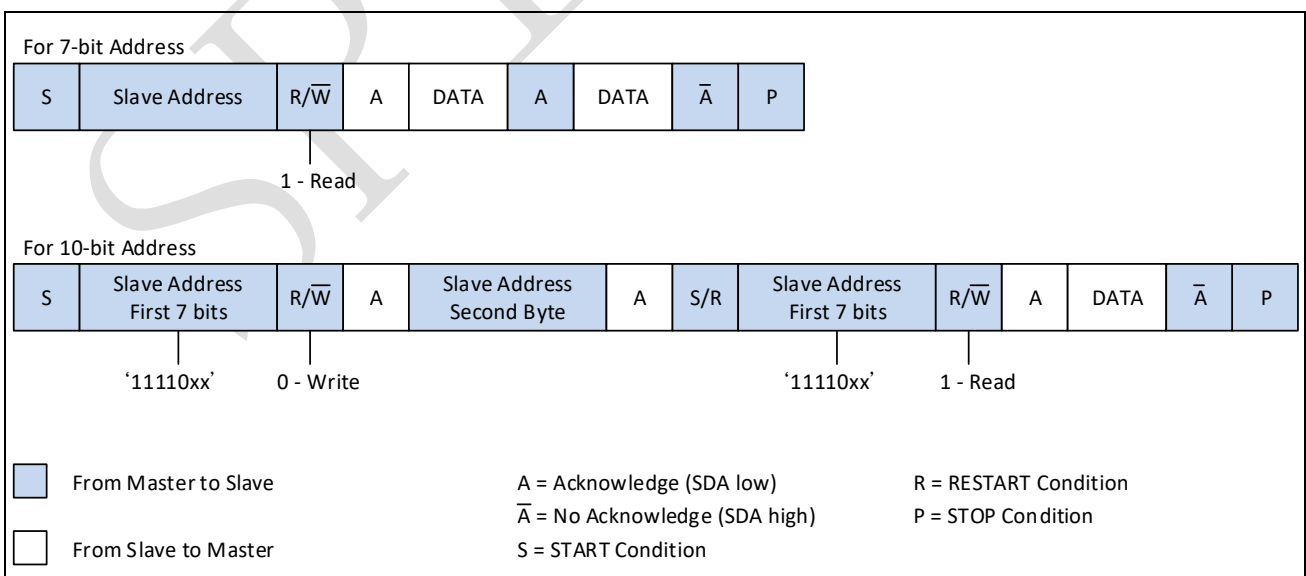 For 7-bit Address
S Slave Address R/W̅ A DATA A DATA A̅ P
1 - Read
For 10-bit Address
S Slave Address First 7 bits R/W̅ A Slave Address Second Byte A S/R Slave Address First 7 bits R/W̅ A DATA A̅ P
‘11110xx’ 0 - Write ‘11110xx’ 1 - Read
From Master to Slave A = Acknowledge (SDA low) R = RESTART Condition
A̅ = No Acknowledge (SDA high) P = STOP Condition
From Slave to Master S = START Condition